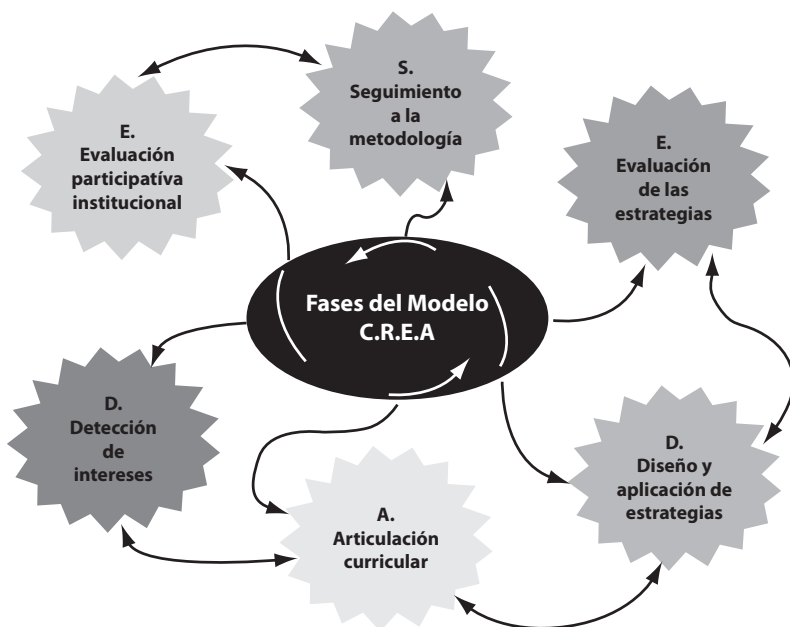 S.
Seguimiento
a la
metodología
E.
Evaluación
participatíva
institucional
E.
Evaluación
de las
estrategias
Fases del Modelo
C.R.E.A
D.
Detección
de
intereses
D.
Diseño y
aplicación de
estrategias
A.
Articulación
curricular